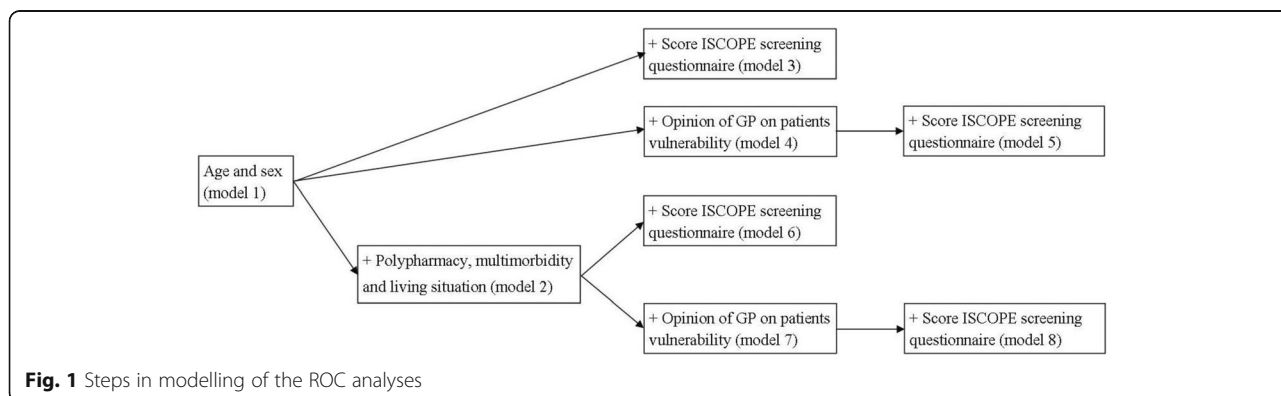 + Score ISCOPE screening
questionnaire (model 3)
+ Opinion of GP on patients
vulnerability (model 4)
+ Score ISCOPE screening
questionnaire (model 5)
Age and sex
(model 1)
+ Score ISCOPE screening
questionnaire (model 6)
+ Polypharmacy, multimorbidity
and living situation (model 2)
+ Opinion of GP on patients
vulnerability (model 7)
+ Score ISCOPE screening
questionnaire (model 8)
Fig. 1 Steps in modelling of the ROC analyses